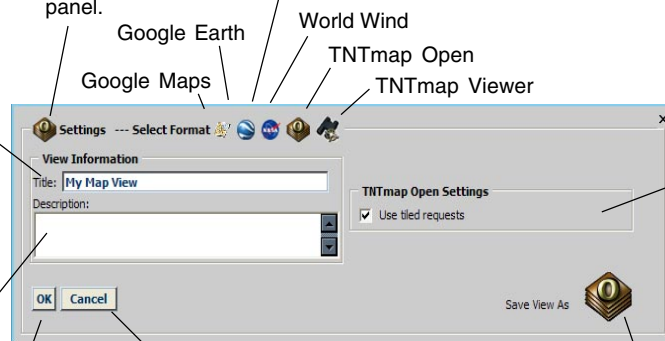 panel.
Google Earth
World Wind
TNTmap Open
Google Maps
TNTmap Viewer
Settings --- Select Format
x
View Information
Title: My Map View
Description:
TNTmap Open Settings
Use tiled requests
OK Cancel
Save View As